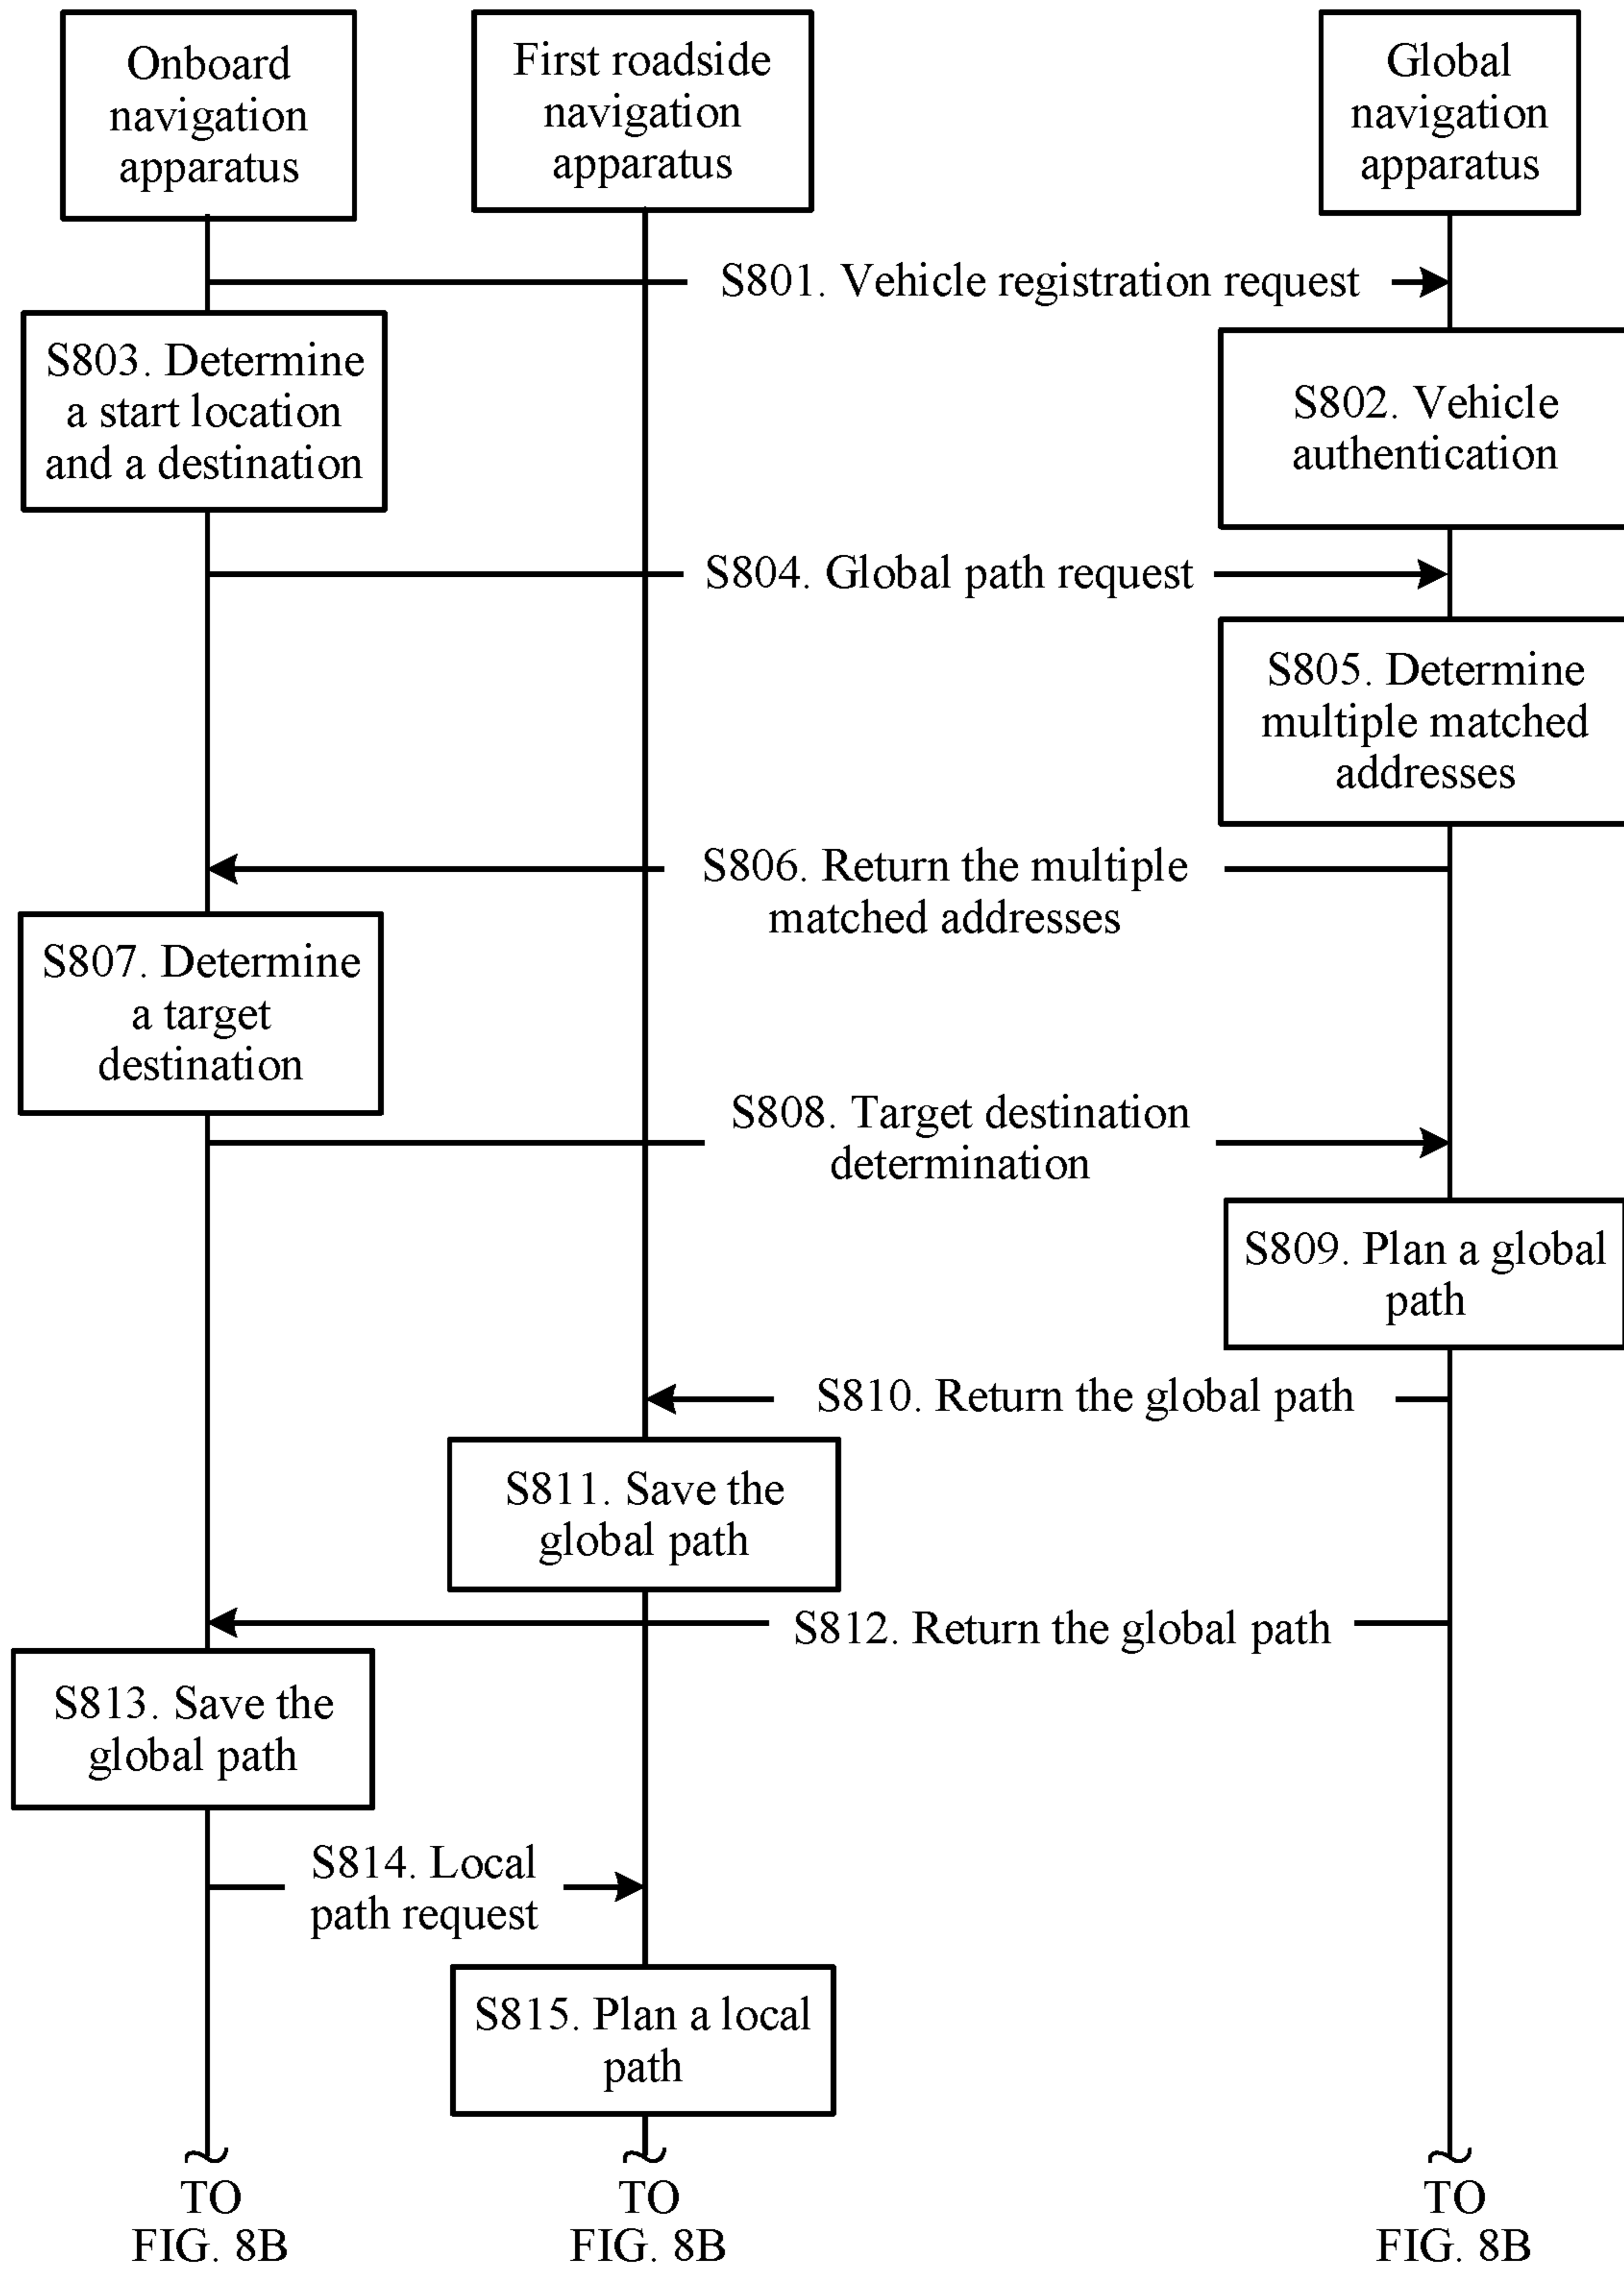 Onboard
navigation
apparatus
First roadside
navigation
apparatus
Global
navigation
apparatus
S801. Vehicle registration request
S803. Determine
a start location
and a destination
S802. Vehicle
authentication
S804. Global path request
S805. Determine
multiple matched
addresses
S806. Return the multiple
matched addresses
S807. Determine
a target
destination
S808. Target destination
determination
S809. Plan a global
path
S810. Return the global path
S811. Save the
global path
S812. Return the global path
S813. Save the
global path
S814. Local
path request
S815. Plan a local
path
TO
FIG. 8B
TO
FIG. 8B
TO
FIG. 8B